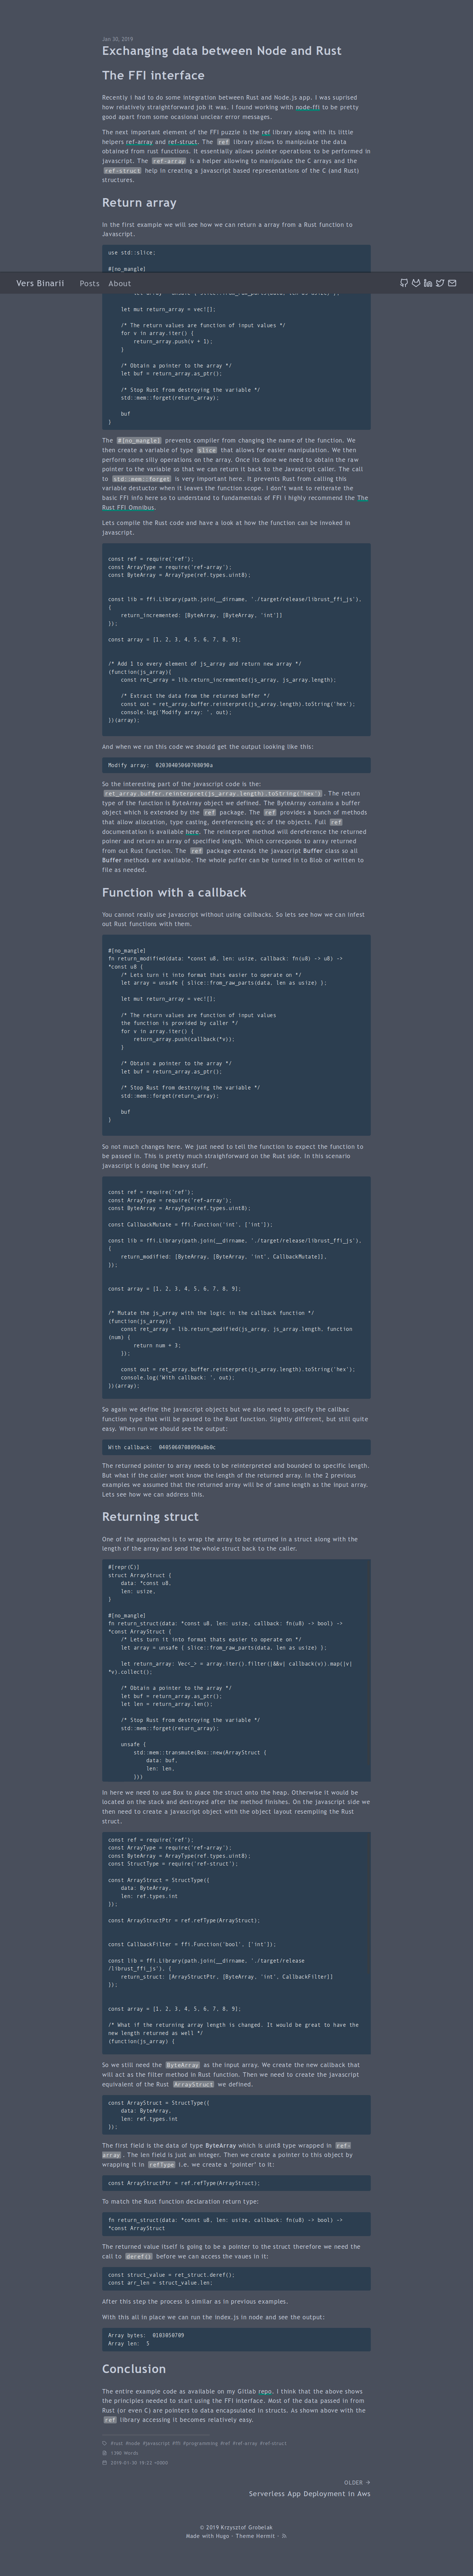 Jan 30, 2019
Exchanging data between Node and Rust
The FFI interface
Recently I had to do some integration between Rust and Node.js app. I was suprised
how relatively straightforward job it was. I found working with node-ffi to be pretty
good apart from some ocasional unclear error messages.
The next important element of the FFI puzzle is the ref library along with its little
helpers ref-array and ref-struct. The ref library allows to manipulate the data
obtained from rust functions. It essentially allows pointer operations to be performed in
javascript. The ref-array is a helper allowing to manipulate the C arrays and the
ref-struct help in creating a javascript based representations of the C (and Rust)
structures.
Return array
In the first example we will see how we can return a array from a Rust function to
Javascript.
use std::slice;
#[no_mangle]
Vers Binarii Posts About
let mut return_array = vec![];
/* The return values are function of input values */
for v in array.iter() {
return_array.push(v + 1);
}
/* Obtain a pointer to the array */
let buf = return_array.as_ptr();
/* Stop Rust from destroying the variable */
std::mem::forget(return_array);
buf
}
The #[no_mangle] prevents compiler from changing the name of the function. We
then create a variable of type slice that allows for easier manipulation. We then
perform some silly operations on the array. Once its done we need to obtain the raw
pointer to the variable so that we can return it back to the Javascript caller. The call
to std::mem::forget is very important here. It prevents Rust from calling this
variable destuctor when it leaves the function scope. I don't want to reiterate the
basic FFI info here so to understand to fundamentals of FFI I highly recommend the The
Rust FFI Omnibus.
Lets compile the Rust code and have a look at how the function can be invoked in
javascript.
const ref = require('ref');
const ArrayType = require('ref-array');
const ByteArray = ArrayType(ref.types.uint8);
const lib = ffi.Library(path.join(__dirname, './target/release/librust_ffi_js'),
{
return_incremented: [ByteArray, [ByteArray, 'int']]
});
const array = [1, 2, 3, 4, 5, 6, 7, 8, 9];
/* Add 1 to every element of js_array and return new array */
(function(js_array){
const ret_array = lib.return_incremented(js_array, js_array.length);
/* Extract the data from the returned buffer */
const out = ret_array.buffer.reinterpret(js_array.length).toString('hex');
console.log('Modify array: ', out);
})(array);
And when we run this code we should get the output looking like this:
Modify array:  02030405060708090a
So the interesting part of the javascript code is the:
ret_array.buffer.reinterpret(js_array.length).toString('hex') . The return
type of the function is ByteArray object we defined. The ByteArray contains a buffer
object which is extended by the ref package. The ref provides a bunch of methods
that allow allocation, type casting, dereferencing etc of the objects. Full ref
documentation is available here. The reinterpret method will dereference the returned
poiner and return an array of specified length. Which correcponds to array returned
from out Rust function. The ref package extends the javascript Buffer class so all
Buffer methods are available. The whole puffer can be turned in to Blob or written to
file as needed.
Function with a callback
You cannot really use javascript without using callbacks. So lets see how we can infest
out Rust functions with them.
#[no_mangle]
fn return_modified(data: *const u8, len: usize, callback: fn(u8) -> u8) ->
*const u8 {
/* Lets turn it into format thats easier to operate on */
let array = unsafe { slice::from_raw_parts(data, len as usize) };
let mut return_array = vec![];
/* The return values are function of input values
the function is provided by caller */
for v in array.iter() {
return_array.push(callback(*v));
}
/* Obtain a pointer to the array */
let buf = return_array.as_ptr();
/* Stop Rust from destroying the variable */
std::mem::forget(return_array);
buf
}
So not much changes here. We just need to tell the function to expect the function to
be passed in. This is pretty much straighforward on the Rust side. In this scenario
javascript is doing the heavy stuff.
const ref = require('ref');
const ArrayType = require('ref-array');
const ByteArray = ArrayType(ref.types.uint8);
const CallbackMutate = ffi.Function('int', ['int']);
const lib = ffi.Library(path.join(__dirname, './target/release/librust_ffi_js'),
{
return_modified: [ByteArray, [ByteArray, 'int', CallbackMutate]],
});
const array = [1, 2, 3, 4, 5, 6, 7, 8, 9];
/* Mutate the js_array with the logic in the callback function */
(function(js_array){
const ret_array = lib.return_modified(js_array, js_array.length, function
(num) {
return num + 3;
});
const out = ret_array.buffer.reinterpret(js_array.length).toString('hex');
console.log('With callback: ', out);
})(array);
So again we define the javascript objects but we also need to specify the callbac
function type that will be passed to the Rust function. Slightly different, but still quite
easy. When run we should see the output:
With callback:  0405060708090a0b0c
The returned pointer to array needs to be reinterpreted and bounded to specific length.
But what if the caller wont know the length of the returned array. In the 2 previous
examples we assumed that the returned array will be of same length as the input array.
Lets see how we can address this.
Returning struct
One of the approaches is to wrap the array to be returned in a struct along with the
length of the array and send the whole struct back to the caller.
#[repr(C)]
struct ArrayStruct {
data: *const u8,
len: usize,
}
#[no_mangle]
fn return_struct(data: *const u8, len: usize, callback: fn(u8) -> bool) ->
*const ArrayStruct {
/* Lets turn it into format thats easier to operate on */
let array = unsafe { slice::from_raw_parts(data, len as usize) };
let return_array: Vec<_> = array.iter().filter(|&&v| callback(v)).map(|v|
*v).collect();
/* Obtain a pointer to the array */
let buf = return_array.as_ptr();
let len = return_array.len();
/* Stop Rust from destroying the variable */
std::mem::forget(return_array);
unsafe {
std::mem::transmute(Box::new(ArrayStruct {
data: buf,
len: len,
}))
In here we need to use Box to place the struct onto the heap. Otherwise it would be
located on the stack and destroyed after the method finishes. On the javascript side we
then need to create a javascript object with the object layout resempling the Rust
struct.
const ref = require('ref');
const ArrayType = require('ref-array');
const ByteArray = ArrayType(ref.types.uint8);
const StructType = require('ref-struct');
const ArrayStruct = StructType({
data: ByteArray,
len: ref.types.int
});
const ArrayStructPtr = ref.refType(ArrayStruct);
const CallbackFilter = ffi.Function('bool', ['int']);
const lib = ffi.Library(path.join(__dirname, './target/release
/librust_ffi_js'), {
return_struct: [ArrayStructPtr, [ByteArray, 'int', CallbackFilter]]
});
const array = [1, 2, 3, 4, 5, 6, 7, 8, 9];
/* What if the returning array length is changed. It would be great to have the
new length returned as well */
(function(js_array) {
So we still need the ByteArray as the input array. We create the new callback that
will act as the filter method in Rust function. Then we need to create the javascript
equivalent of the Rust ArrayStruct we defined.
const ArrayStruct = StructType({
data: ByteArray,
len: ref.types.int
});
The first field is the data of type ByteArray which is uint8 type wrapped in ref-
array . The len field is just an integer. Then we create a pointer to this object by
wrapping it in refType i.e. we create a "pointer" to it:
const ArrayStructPtr = ref.refType(ArrayStruct);
To match the Rust function declaration return type:
fn return_struct(data: *const u8, len: usize, callback: fn(u8) -> bool) ->
*const ArrayStruct
The returned value itself is going to be a pointer to the struct therefore we need the
call to deref() before we can access the vaues in it:
const struct_value = ret_struct.deref();
const arr_len = struct_value.len;
After this step the process is similar as in previous examples.
With this all in place we can run the index.js in node and see the output:
Array bytes:  0103050709
Array len:  5
Conclusion
The entire example code as available on my Gitlab repo. I think that the above shows
the principles needed to start using the FFI interface. Most of the data passed in from
Rust (or even C) are pointers to data encapsulated in structs. As shown above with the
ref library accessing it becomes relatively easy.
#rust #node #javascript #ffi #programming #ref #ref-array #ref-struct
1380 Words
2019-01-30 19:22 +0000
OLDER →
Serverless App Deployment in Aws
© 2019 Krzysztof Grobelak
Made with Hugo · Theme Hermit ·